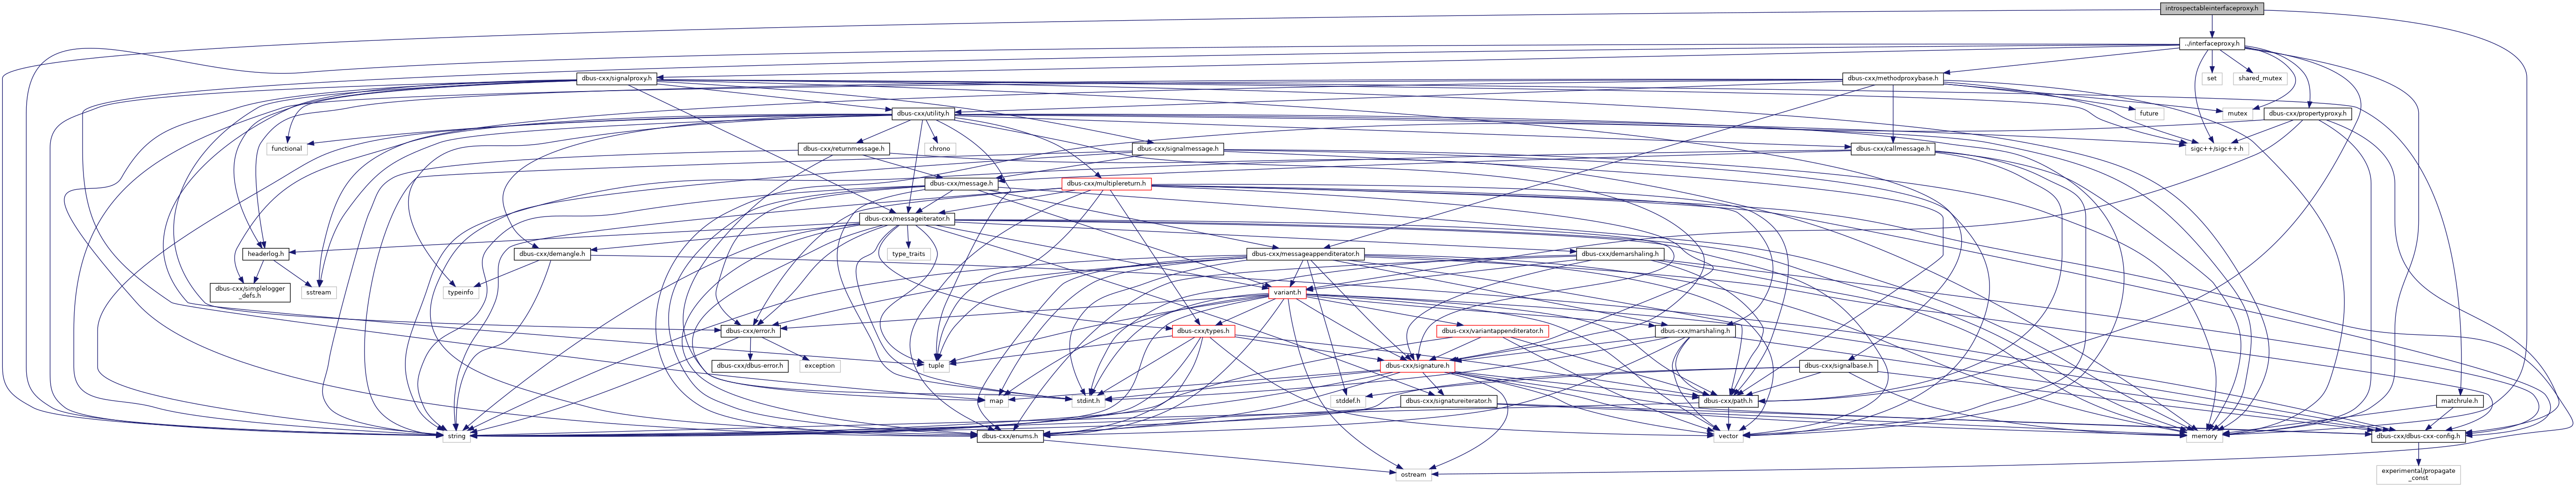 introspectableinterfaceproxy.h
../interfaceproxy.h
dbus-cxx/signalproxy.h
dbus-cxx/methodproxybase.h
set
shared_mutex
dbus-cxx/utility.h
future
mutex
dbus-cxx/propertyproxy.h
functional
dbus-cxx/returnmessage.h
chrono
dbus-cxx/signalmessage.h
dbus-cxx/callmessage.h
sigc++/sigc++.h
dbus-cxx/message.h
dbus-cxx/multiplereturn.h
dbus-cxx/messageiterator.h
headerlog.h
dbus-cxx/demangle.h
type_traits
dbus-cxx/messageappenditerator.h
dbus-cxx/demarshaling.h
dbus-cxx/simplelogger
_defs.h
sstream
typeinfo
variant.h
dbus-cxx/error.h
dbus-cxx/types.h
dbus-cxx/variantappenditerator.h
dbus-cxx/marshaling.h
dbus-cxx/dbus-error.h
exception
tuple
dbus-cxx/signature.h
dbus-cxx/signalbase.h
map
stdint.h
stddef.h
dbus-cxx/signatureiterator.h
dbus-cxx/path.h
matchrule.h
string
dbus-cxx/enums.h
vector
memory
dbus-cxx/dbus-cxx-config.h
ostream
experimental/propagate
_const